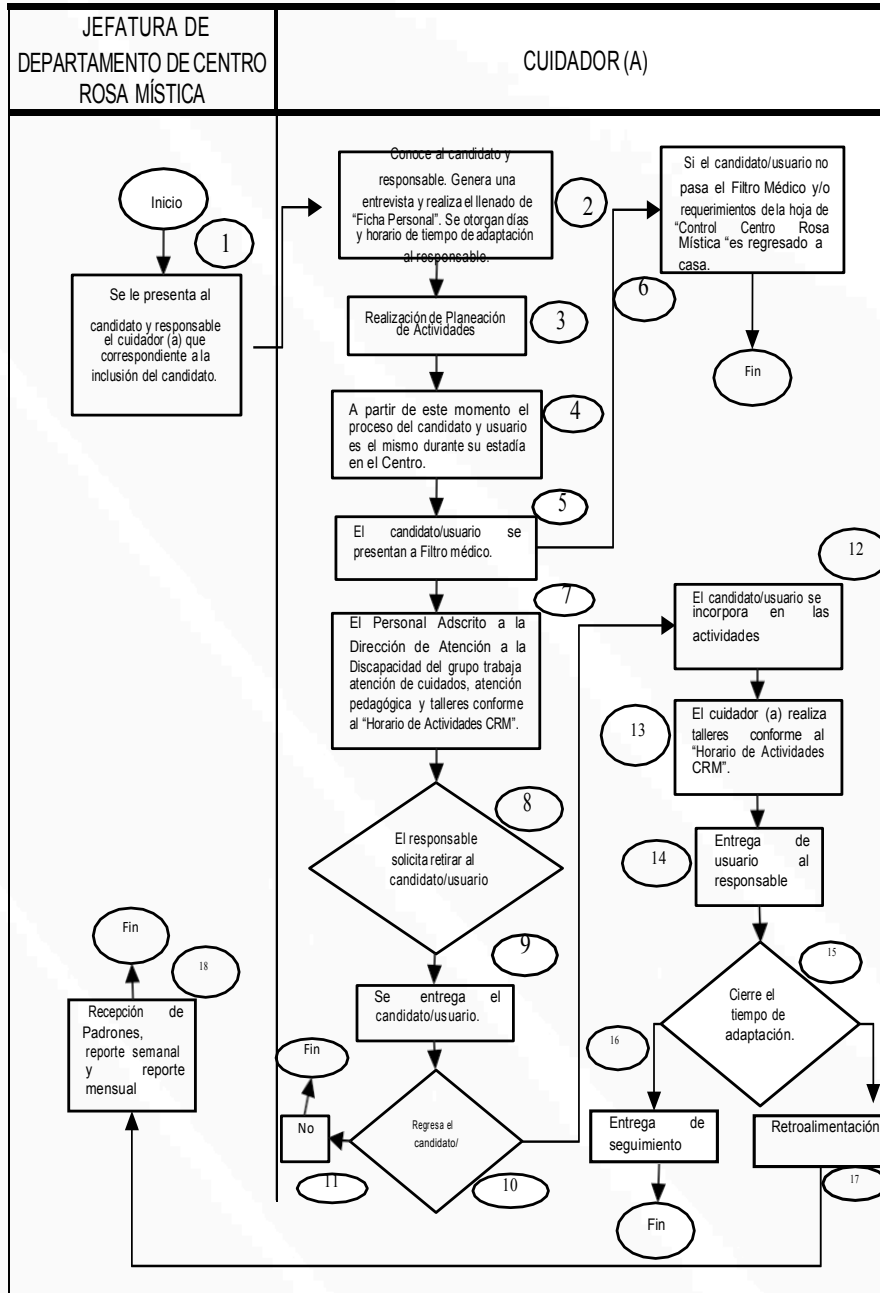 JEFATURA DE
DEPARTAMENTO DE CENTRO
ROSA MÍSTICA
CUIDADOR (A)
Inicio
1
Se le presenta al
candidato y responsable
el cuidador (a) que
correspondiente a la
inclusión del candidato.
Conoce al candidato y
responsable. Genera una
entrevista y realiza el llenado de
“Ficha Personal”. Se otorgan días
y horario de tiempo de adaptación
al responsable.
2
Realización de Planeación
de Actividades
3
A partir de este momento el
proceso del candidato y usuario
es el mismo durante su estadía
en el Centro.
4
El candidato/usuario se
presentan a Filtro médico.
5
Si el candidato/usuario no
pasa el Filtro Médico y/o
requerimientos de la hoja de
“Control Centro Rosa
Mística “es regresado a
casa.
6
Fin
El Personal Adscrito a la
Dirección de Atención a la
Discapacidad del grupo trabaja
atención de cuidados, atención
pedagógica y talleres conforme
al “Horario de Actividades CRM”.
7
El responsable
solicita retirar al
candidato/usuario
8
Se entrega el
candidato/usuario.
9
Regresa el
candidato/
10
No
11
Fin
El candidato/usuario se
incorpora en las
actividades
12
El cuidador (a) realiza
talleres conforme al
“Horario de Actividades
CRM”.
13
Entrega de
usuario al
responsable
14
Cierre el
tiempo de
adaptación.
15
16
Entrega de
seguimiento
Fin
Retroalimentación
17
Recepción de
Padrones,
reporte semanal
y reporte
mensual
18
Fin